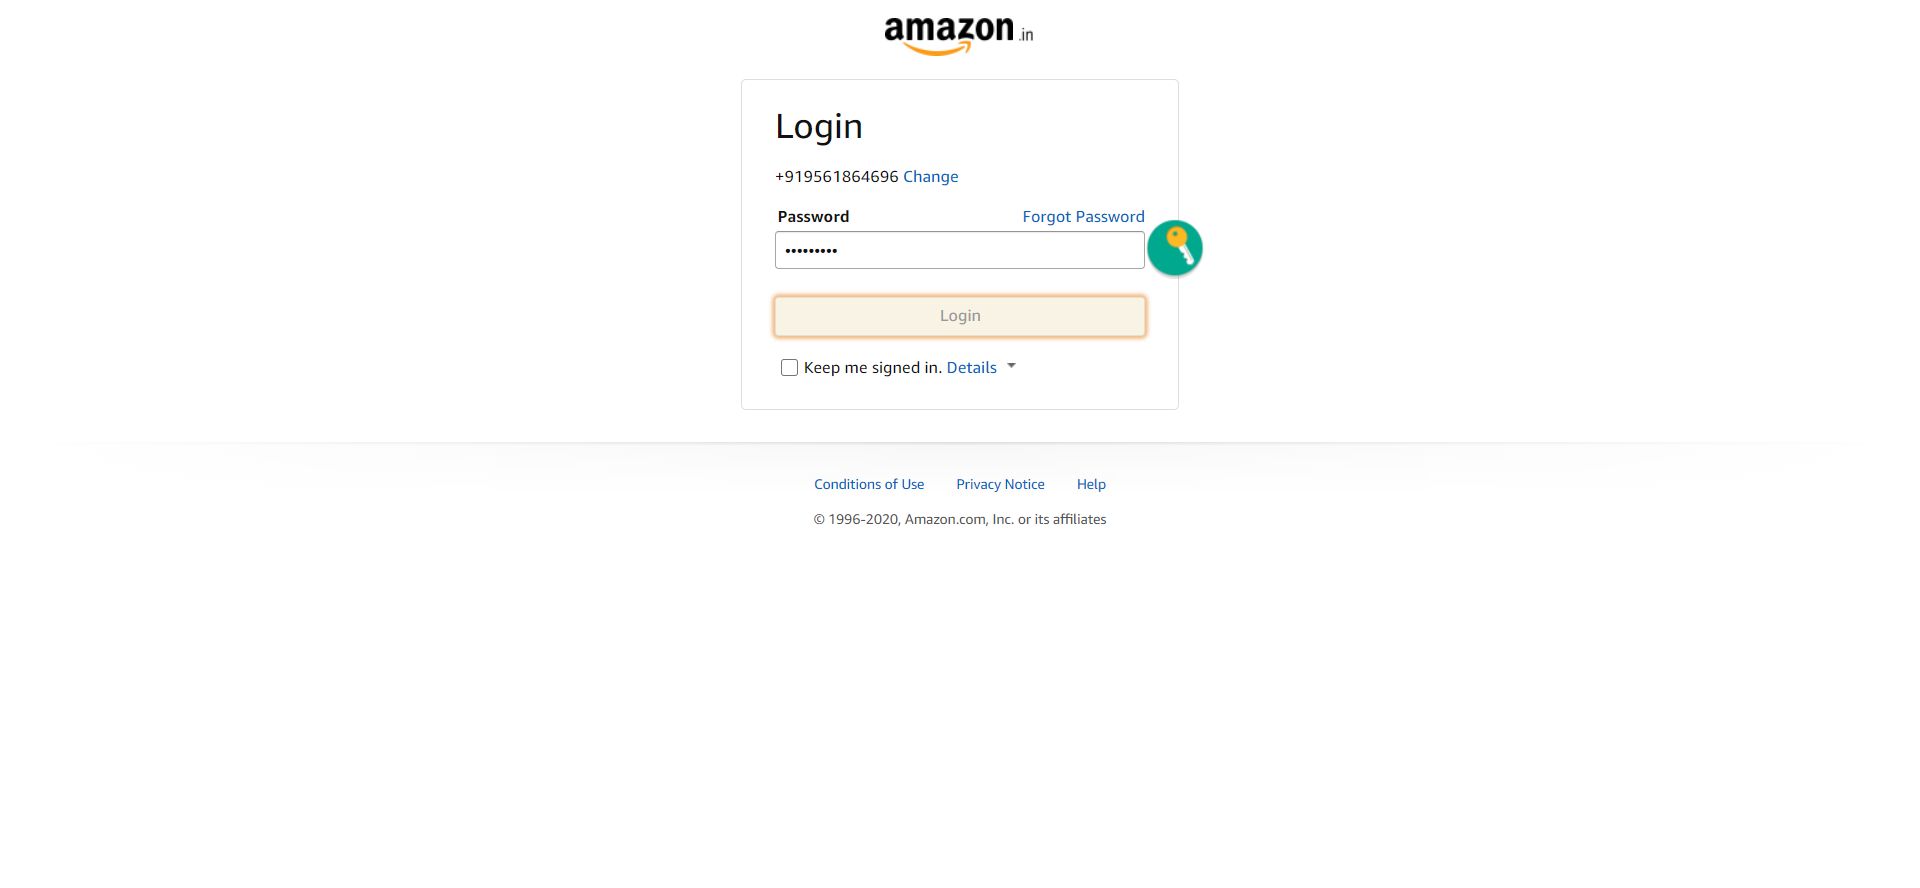 amazon.in
Login
+919561864696 Change
Password Forgot Password
•••••••••
Login
Keep me signed in. Details
Conditions of Use Privacy Notice Help
© 1996-2020, Amazon.com, Inc. or its affiliates